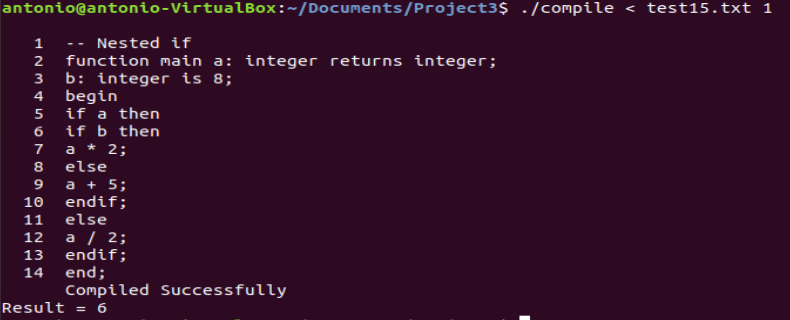 antonio@antonio-VirtualBox:~/Documents/Project3$ ./compile < test15.txt 1
1 -- Nested if
2 function main a: integer returns integer;
3 b: integer is 8;
4 begin
5 if a then
6 if b then
7 a * 2;
8 else
9 a + 5;
10 endif;
11 else
12 a / 2;
13 endif;
14 end;
Compiled Successfully
Result = 6